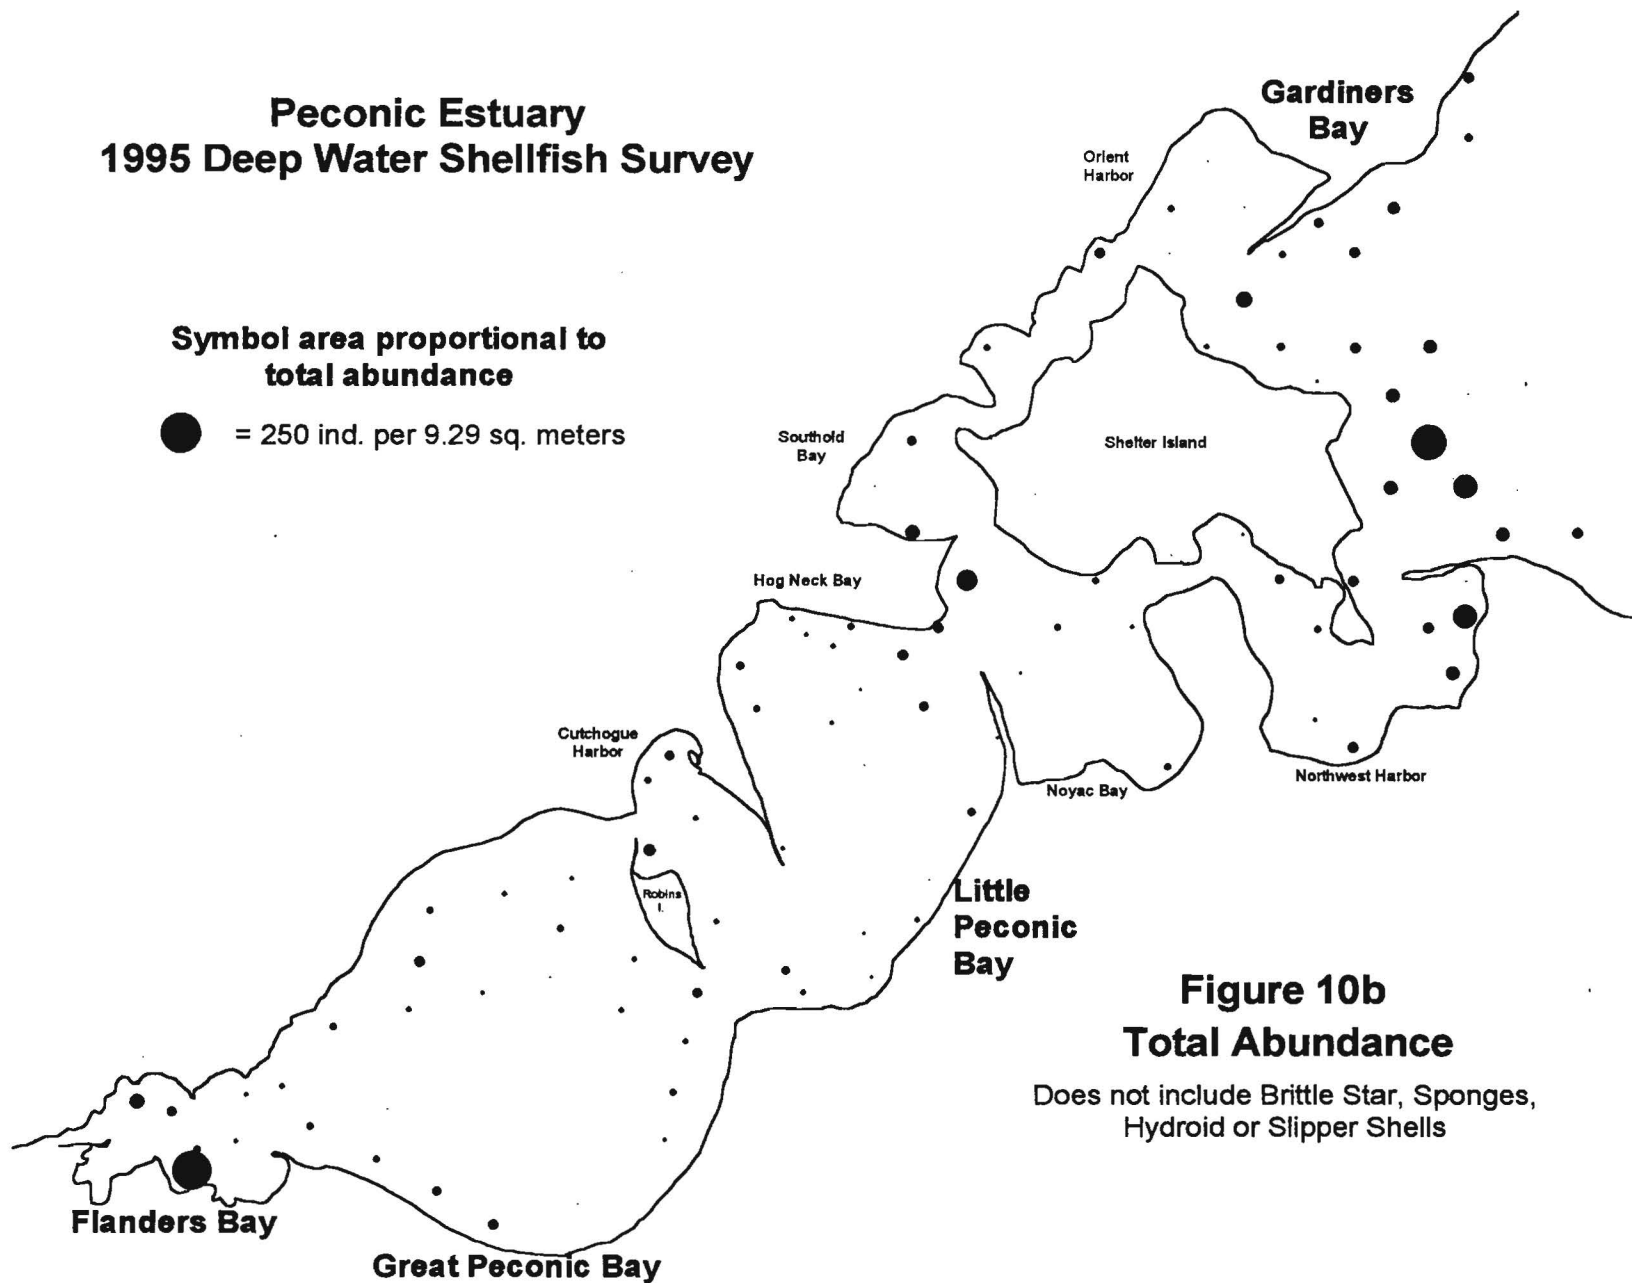 Peconic Estuary
1995 Deep Water Shellfish Survey
Symbol area proportional to
total abundance
= 250 ind. per 9.29 sq. meters
Gardiners
Bay
Orient
Harbor
Southold
Bay
Shelter Island
Hog Neck Bay
Cutchogue
Harbor
Noyac Bay
Northwest Harbor
Robins
I.
Little
Peconic
Bay
Figure 10b
Total Abundance
Does not include Brittle Star, Sponges,
Hydroid or Slipper Shells
Flanders Bay
Great Peconic Bay